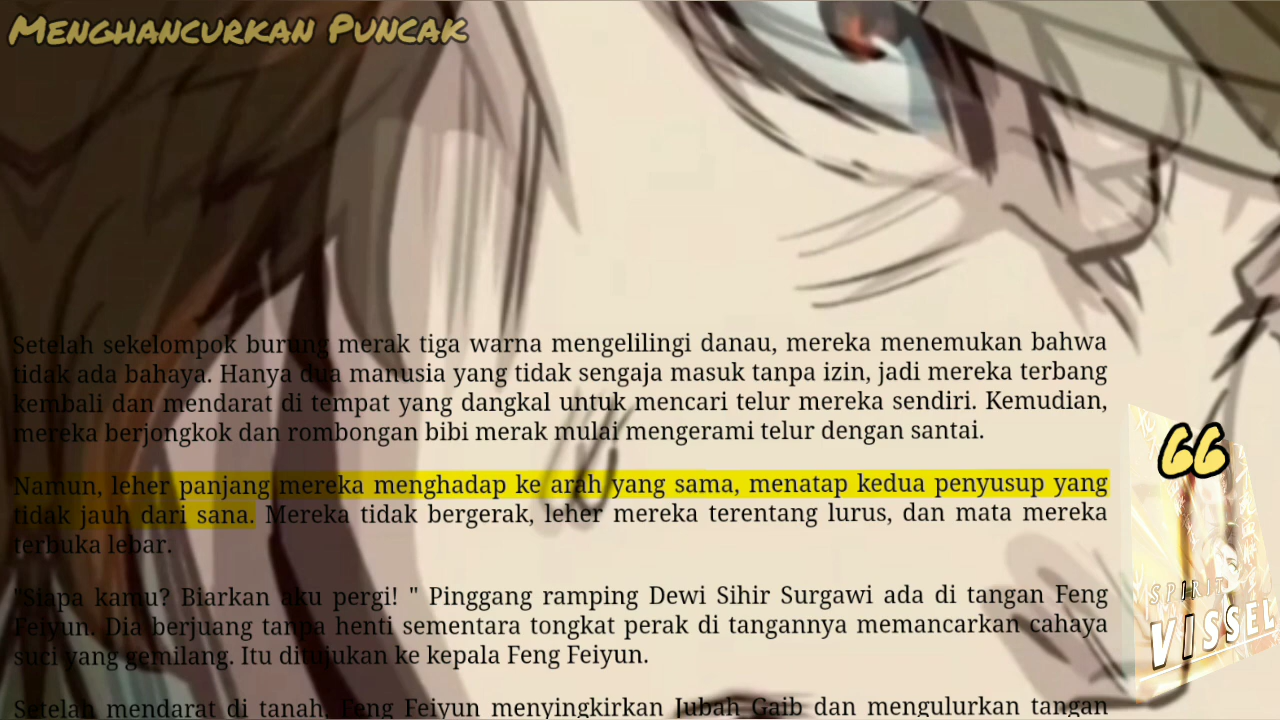 Menghancurkan Puncak
Setelah sekelompok burung merak tiga warna mengelilingi danau, mereka menemukan bahwa
tidak ada bahaya. Hanya dua manusia yang tidak sengaja masuk tanpa izin, jadi mereka terbang
kembali dan mendarat di tempat yang dangkal untuk mencari telur mereka sendiri. Kemudian,
mereka berjongkok dan rombongan bibi merak mulai mengerami telur dengan santai.
Namun, leher panjang mereka menghadap ke arah yang sama, menatap kedua penyusup yang
tidak jauh dari sana. Mereka tidak bergerak, leher mereka terentang lurus, dan mata mereka
terbuka lebar.
"Siapa kamu? Biarkan aku pergi! " Pinggang ramping Dewi Sihir Surgawi ada di tangan Feng
Feiyun. Dia berjuang tanpa henti sementara tongkat perak di tangannya memancarkan cahaya
suci yang gemilang. Itu ditujukan ke kepala Feng Feiyun.
Setelah mendarat di tanah, Feng Feiyun menyingkirkan Jubah Gaib dan mengulurkan tangan
66
SPIRIT
VISSEL